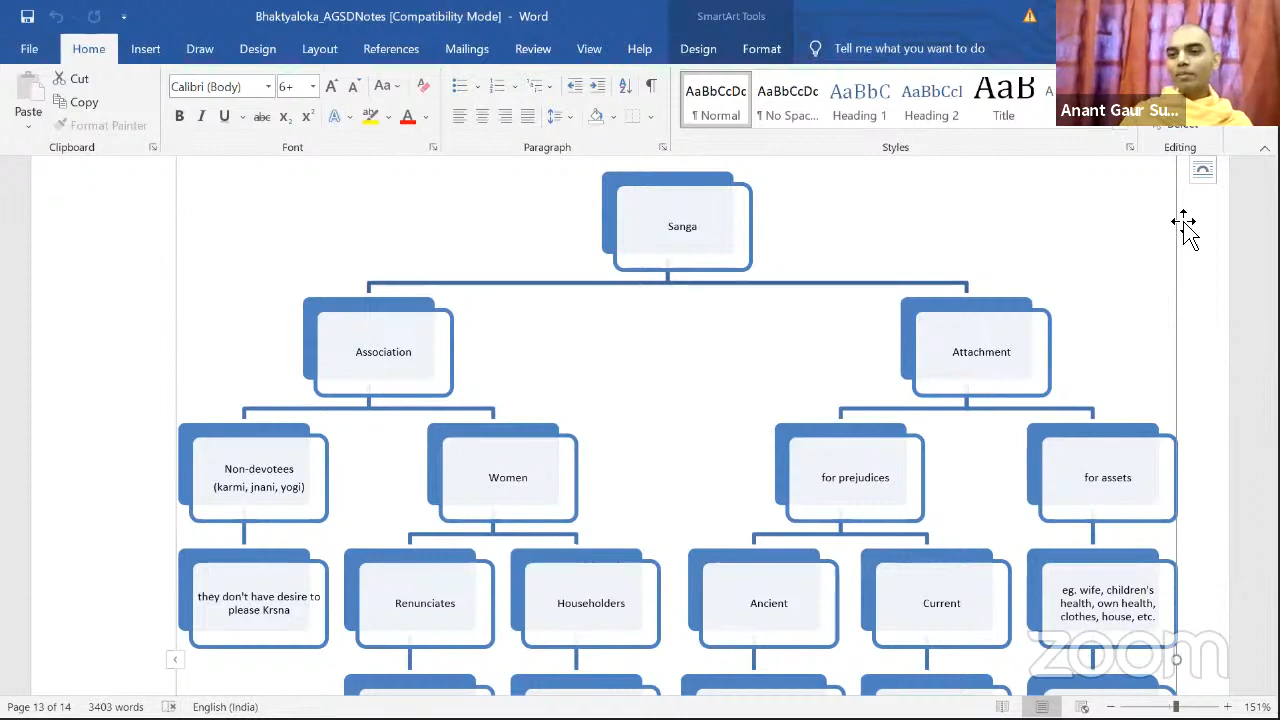 Bhaktyaloka_AGSDNotes [Compatibility Mode] - Word
SmartArt Tools
File Home Insert Draw Design Layout References Mailings Review View Help Design Format Tell me what you want to do
Cut
Copy
Format Painter
Paste
Calibri (Body) 6+
Aa
B I U abc X2 X2 A
AaBbCcDc AaBbCcDc AaBbC AaBbCcl AaB
¶ Normal ¶ No Spac... Heading 1 Heading 2 Title
Anant Gaur Su...
Clipboard Font Paragraph Styles Editing
Sanga
Association
Attachment
Non-devotees
(karmi, jnani, yogi)
Women
for prejudices
for assets
they don't have desire to
please Krsna
Renunciates
Householders
Ancient
Current
eg. wife, children's
health, own health,
clothes, house, etc.
zoom
Page 13 of 14 3403 words English (India) 151%